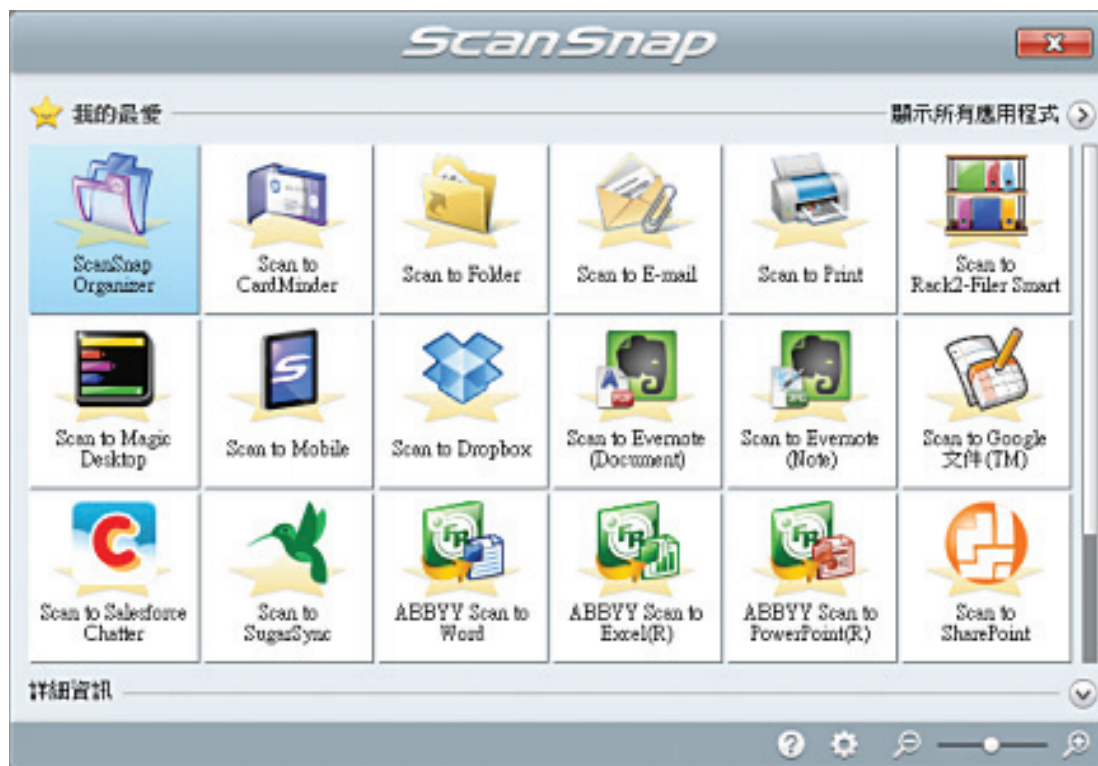 ScanSnap
我的最愛
顯示所有應用程式
ScanSnap
Organizer
Scan to
CardMinder
Scan to Folder
Scan to E-mail
Scan to Print
Scan to
Rack2-Filer Smart
Scan to Magic
Desktop
Scan to Mobile
Scan to Dropbox
Scan to Evernote
(Document)
Scan to Evernote
(Note)
Scan to Google
文件(TM)
Scan to Salesforce
Chatter
Scan to
SugarSync
ABBYY Scan to
Word
ABBYY Scan to
Excel(R)
ABBYY Scan to
PowerPoint(R)
Scan to
SharePoint
詳細資訊